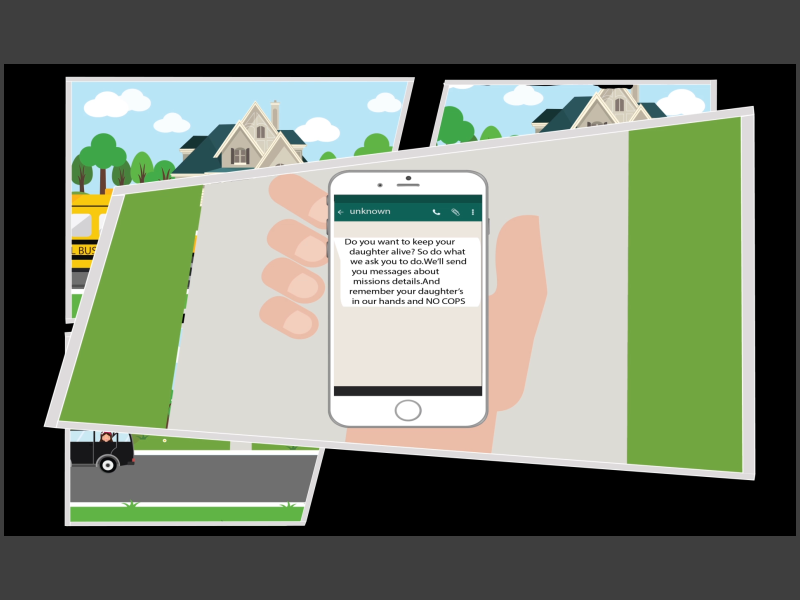 L BUS
unknown
Do you want to keep your
daughter alive? So do what
we ask you to do.We'll send
you messages about
missions details.And
remember your daughter's
in our hands and NO COPS